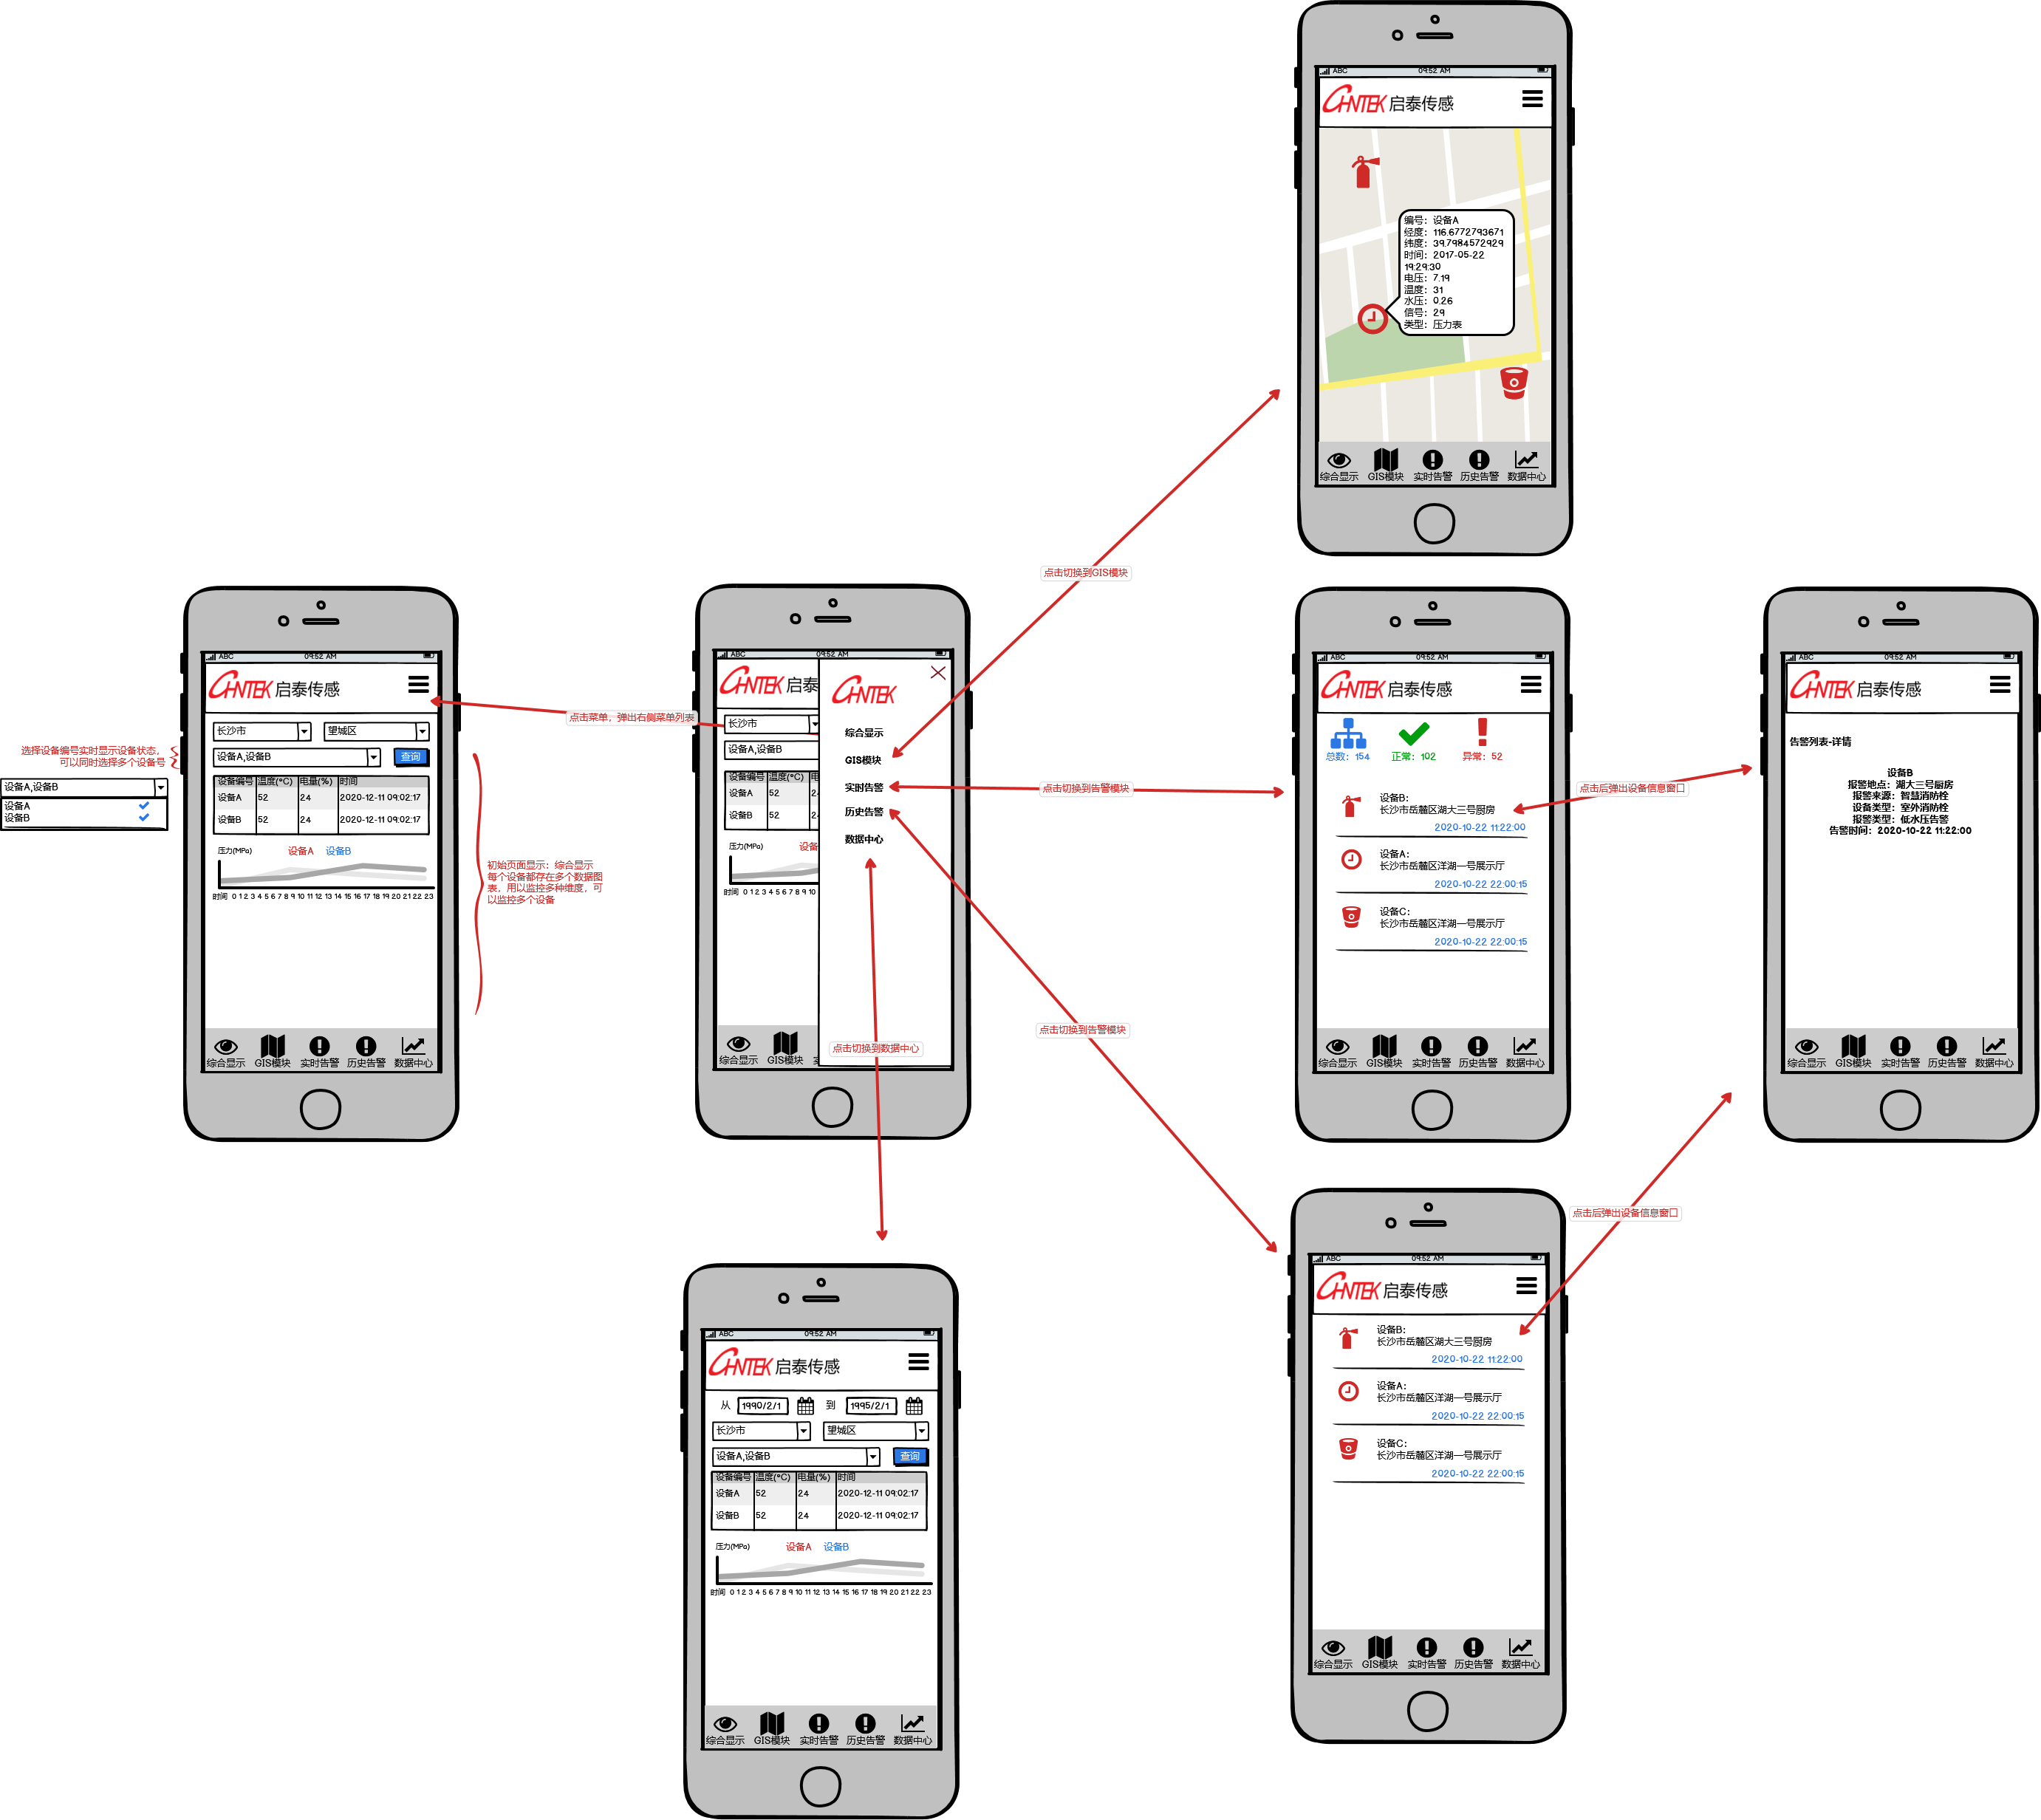 ABC 09:52 AM
CHNTEK 启泰传感
编号：设备A
经度：116.6772793671
纬度：39.7984572929
时间：2017-05-22
19:29:30
电压：7.19
温度：31
水压：0.26
信号：29
类型：压力表
综合显示 GIS模块 实时告警 历史告警 数据中心
点击切换到GIS模块
选择设备编号实时显示设备状态，
可以同时选择多个设备号
设备A,设备B
设备A
设备B
ABC 09:52 AM
CHNTEK 启泰传感
长沙市 望城区
设备A,设备B 查询
设备编号 温度(°C) 电量(%) 时间
设备A 52 24 2020-12-11 09:02:17
设备B 52 24 2020-12-11 09:02:17
压力(MPa) 设备A 设备B
时间 0 1 2 3 4 5 6 7 8 9 10 11 12 13 14 15 16 17 18 19 20 21 22 23
综合显示 GIS模块 实时告警 历史告警 数据中心
初始页面显示：综合显示
每个设备都存在多个数据图
表，用以监控多种维度，可
以监控多个设备
点击菜单，弹出右侧菜单列表
ABC 09:52 AM
CHNTEK 启泰
长沙市
设备A,设备B
设备编号 温度(°C) 电
设备A 52 24
设备B 52 24
压力(MPa) 设备
时间 0 1 2 3 4 5 6 7 8 9 10
综合显示 GIS模块 实
CHNTEK
综合显示
GIS模块
实时告警
历史告警
数据中心
点击切换到数据中心
点击切换到告警模块
点击切换到告警模块
ABC 09:52 AM
CHNTEK 启泰传感
总数：154 正常：102 异常：52
设备B：
长沙市岳麓区湖大三号厨房
2020-10-22 11:22:00
设备A：
长沙市岳麓区洋湖一号展示厅
2020-10-22 22:00:15
设备C：
长沙市岳麓区洋湖一号展示厅
2020-10-22 22:00:15
综合显示 GIS模块 实时告警 历史告警 数据中心
点击后弹出设备信息窗口
ABC 09:52 AM
CHNTEK 启泰传感
告警列表-详情
设备B
报警地点：湖大三号厨房
报警来源：智慧消防栓
设备类型：室外消防栓
报警类型：低水压告警
告警时间：2020-10-22 11:22:00
综合显示 GIS模块 实时告警 历史告警 数据中心
点击后弹出设备信息窗口
ABC 09:52 AM
CHNTEK 启泰传感
设备B：
长沙市岳麓区湖大三号厨房
2020-10-22 11:22:00
设备A：
长沙市岳麓区洋湖一号展示厅
2020-10-22 22:00:15
设备C：
长沙市岳麓区洋湖一号展示厅
2020-10-22 22:00:15
综合显示 GIS模块 实时告警 历史告警 数据中心
ABC 09:52 AM
CHNTEK 启泰传感
从 1990/2/1 到 1995/2/1
长沙市 望城区
设备A,设备B 查询
设备编号 温度(°C) 电量(%) 时间
设备A 52 24 2020-12-11 09:02:17
设备B 52 24 2020-12-11 09:02:17
压力(MPa) 设备A 设备B
时间 0 1 2 3 4 5 6 7 8 9 10 11 12 13 14 15 16 17 18 19 20 21 22 23
综合显示 GIS模块 实时告警 历史告警 数据中心